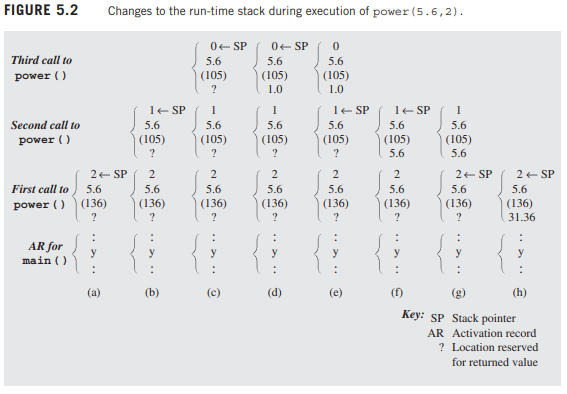 FIGURE 5.2 Changes to the run-time stack during execution of power(5.6,2).
0 ← SP 0 ← SP 0
Third call to 5.6 5.6 5.6
power () (105) (105) (105)
? 1.0 1.0
1 ← SP 1 1 1 ← SP 1 ← SP 1
Second call to 5.6 5.6 5.6 5.6 5.6 5.6
power () (105) (105) (105) (105) (105) (105)
? ? ? ? 5.6 5.6
2 ← SP 2 2 2 2 2 2 ← SP 2 ← SP
First call to 5.6 5.6 5.6 5.6 5.6 5.6 5.6 5.6
power () (136) (136) (136) (136) (136) (136) (136) (136)
? ? ? ? ? ? ? 31.36
: : : : : : : :
AR for y y y y y y y y
main () : : : : : : : :
(a) (b) (c) (d) (e) (f) (g) (h)
Key: SP Stack pointer
AR Activation record
? Location reserved
for returned value